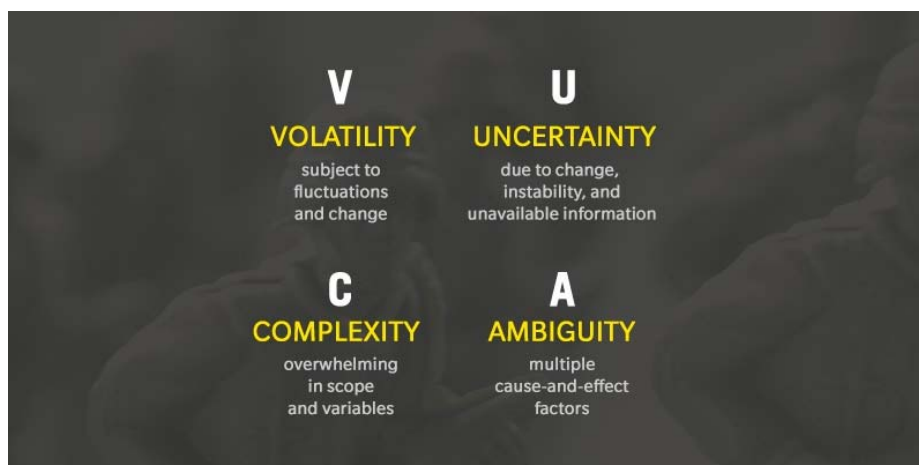 V
VOLATILITY
subject to
fluctuations
and change
U
UNCERTAINTY
due to change,
instability, and
unavailable information
C
COMPLEXITY
overwhelming
in scope
and variables
A
AMBIGUITY
multiple
cause-and-effect
factors